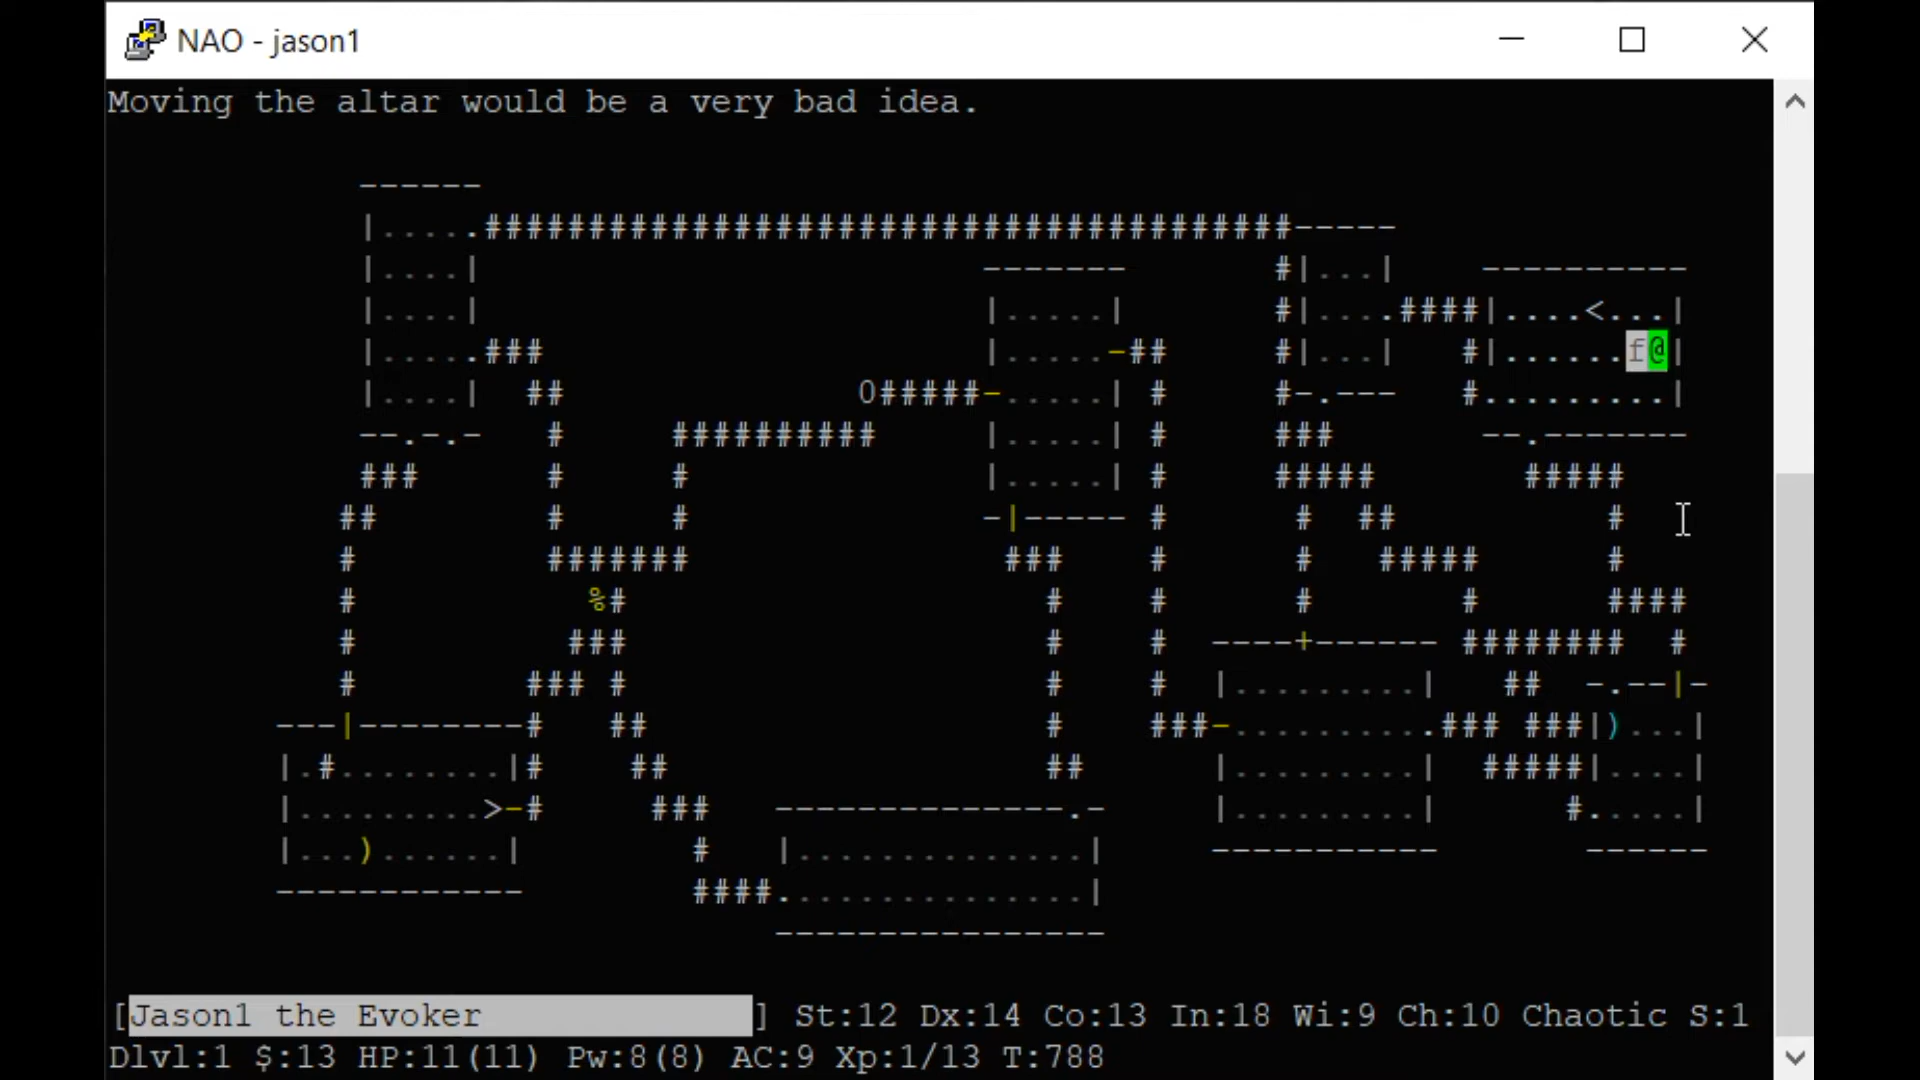 NAO - jason1
Moving the altar would be a very bad idea.
------
|.....#######################################-----
|....| ------- #|...| ----------
|....| |.....| #|....####|....<...|
|.....### |.....-## #|...| #|......f@|
|....| ## O#####-.....| # #-.--- #.........|
--.-.- # ########## |.....| # ### --.-------
### # # |.....| # ##### #####
## # # -|----- # # ## #
# ####### ### # # ##### #
# %# # # # # ####
# ### # # ----+------ ######## #
# ### # # # |.........| ## -.--|-
---|--------# ## # ###-..........### ###|)...|
|.#........|# ## ## |.........| #####|....|
|.........>-# ### --------------.- |.........| #.....|
|...)......| # |..............| ----------- ------
------------ ####...............|
----------------
[Jason1 the Evoker ] St:12 Dx:14 Co:13 In:18 Wi:9 Ch:10 Chaotic S:1
Dlvl:1 $:13 HP:11(11) Pw:8(8) AC:9 Xp:1/13 T:788